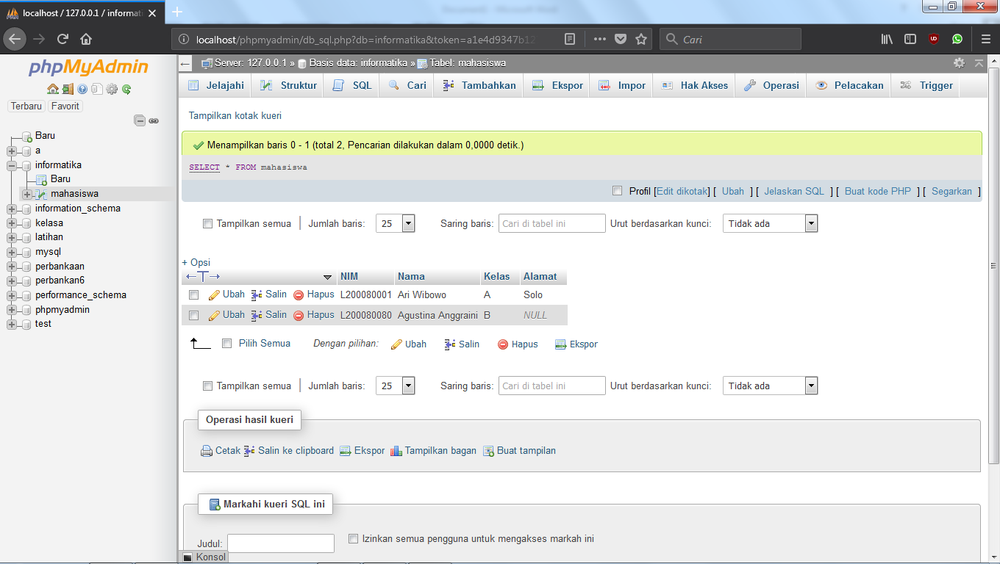 localhost / 127.0.0.1 / informati
localhost/phpmyadmin/db_sql.php?db=informatika&token=a1e4d9347b12
Cari
phpMyAdmin
Terbaru Favorit
Baru
a
informatika
Baru
mahasiswa
information_schema
kelasa
latihan
mysql
perbankaan
perbankan6
performance_schema
phpmyadmin
test
Server: 127.0.0.1 » Basis data: informatika » Tabel: mahasiswa
Jelajahi Struktur SQL Cari Tambahkan Ekspor Impor Hak Akses Operasi Pelacakan Trigger
Tampilkan kotak kueri
Menampilkan baris 0 - 1 (total 2, Pencarian dilakukan dalam 0,0000 detik.)
SELECT * FROM mahasiswa
Profil [Edit dikotak] [ Ubah ] [ Jelaskan SQL ] [ Buat kode PHP ] [ Segarkan ]
Tampilkan semua | Jumlah baris: 25 Saring baris: Cari di tabel ini Urut berdasarkan kunci: Tidak ada
+ Opsi
←T→ NIM Nama Kelas Alamat
Ubah Salin Hapus L200080001 Ari Wibowo A Solo
Ubah Salin Hapus L200080080 Agustina Anggraini B NULL
Pilih Semua Dengan pilihan: Ubah Salin Hapus Ekspor
Tampilkan semua | Jumlah baris: 25 Saring baris: Cari di tabel ini Urut berdasarkan kunci: Tidak ada
Operasi hasil kueri
Cetak Salin ke clipboard Ekspor Tampilkan bagan Buat tampilan
Markahi kueri SQL ini
Judul: Izinkan semua pengguna untuk mengakses markah ini
Konsol